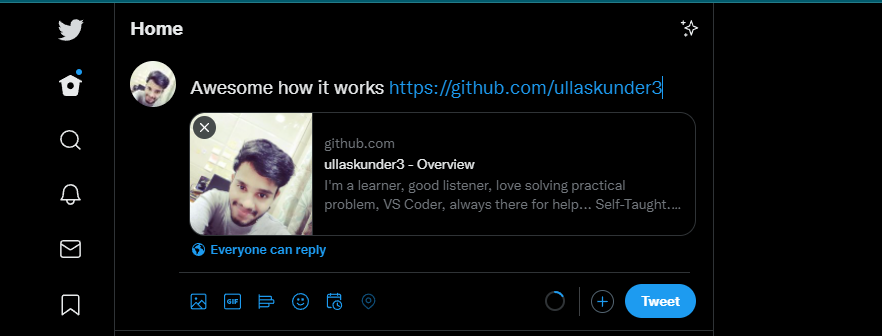 Home
Awesome how it works https://github.com/ullaskunder3
github.com
ullaskunder3 - Overview
I'm a learner, good listener, love solving practical
problem, VS Coder, always there for help... Self-Taught....
Everyone can reply
GIF
Tweet